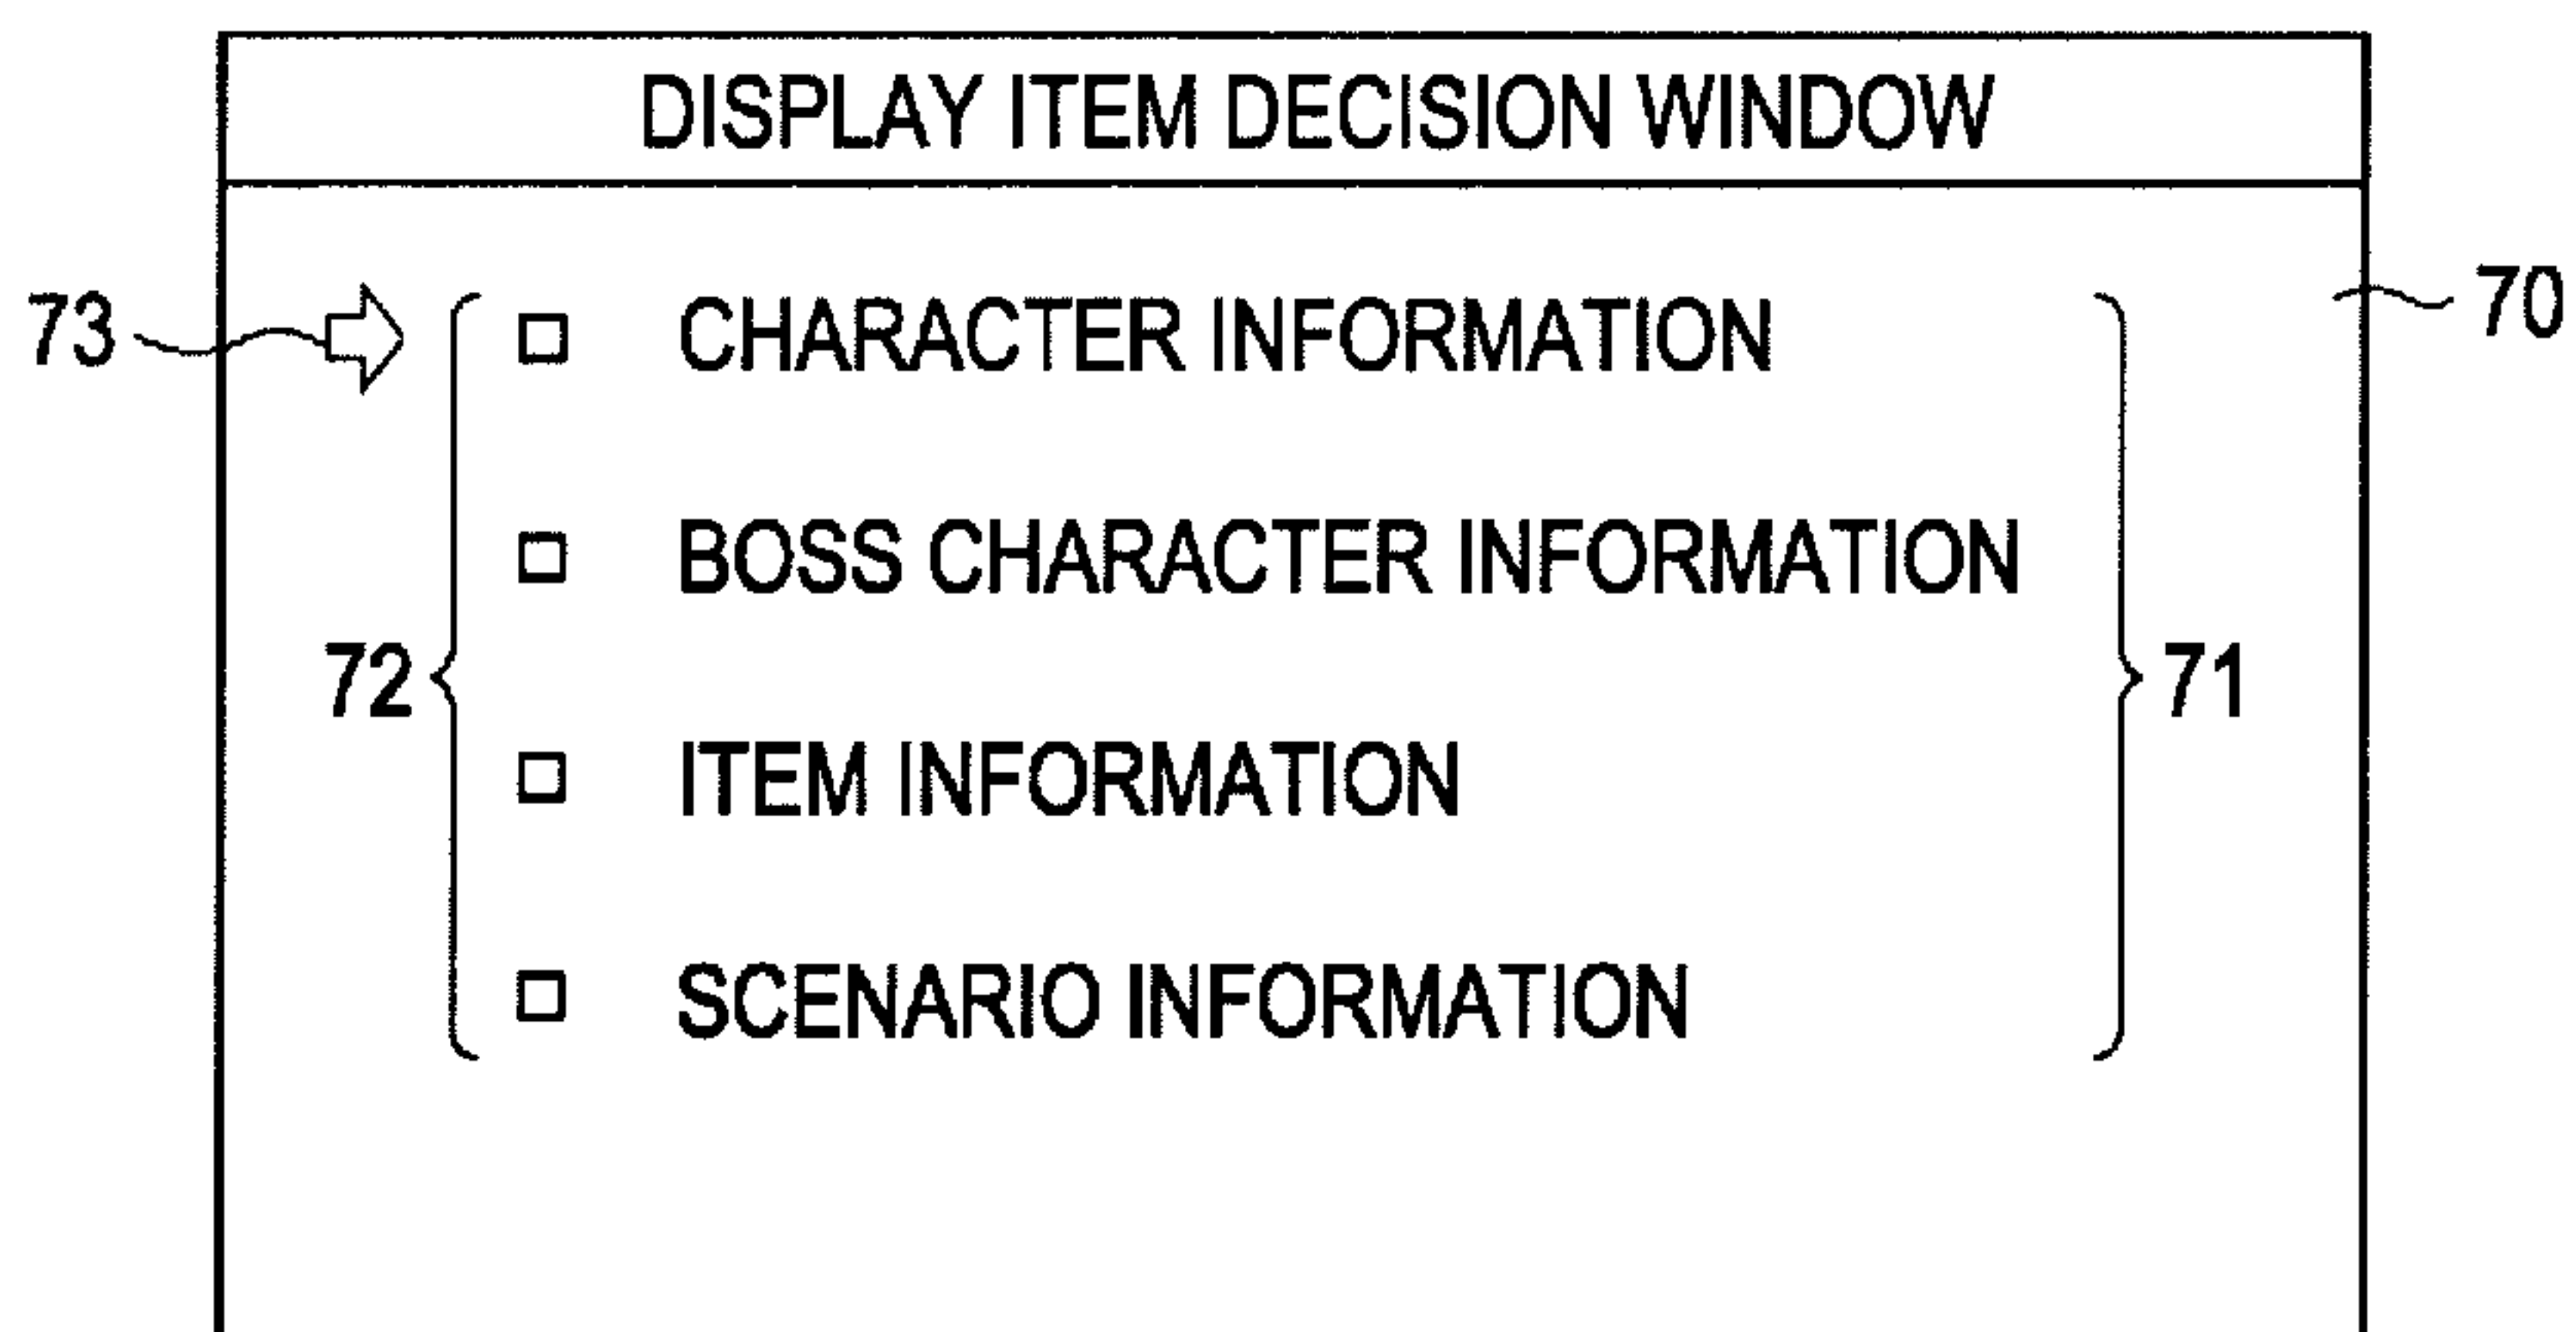 DISPLAY ITEM DECISION WINDOW
73 CHARACTER INFORMATION 70
BOSS CHARACTER INFORMATION
72 71
ITEM INFORMATION
SCENARIO INFORMATION